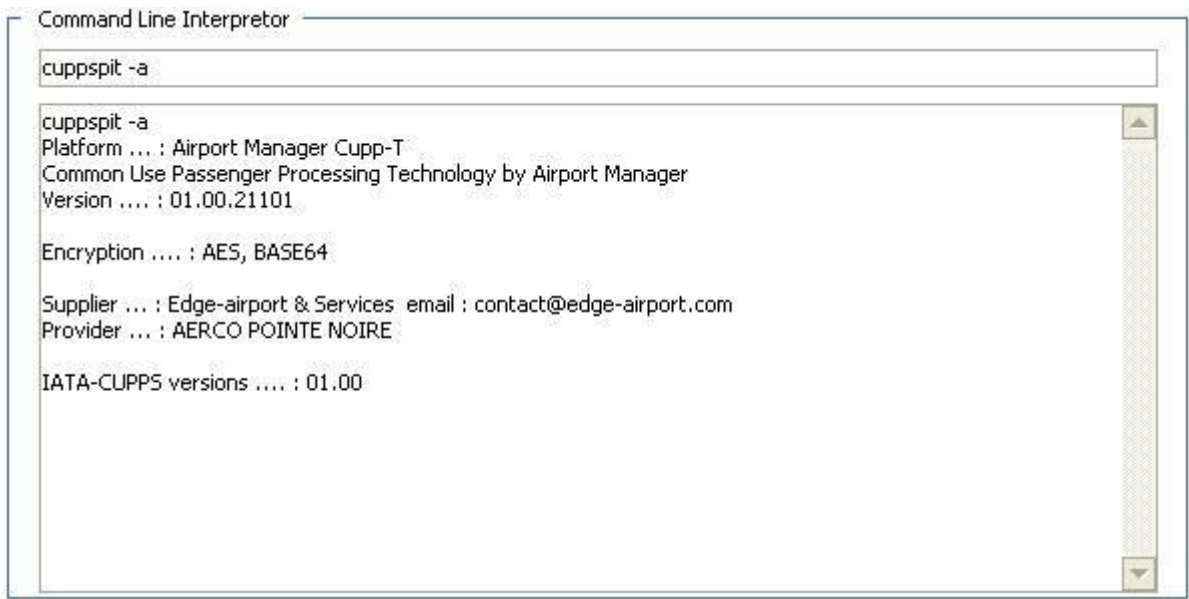 Command Line Interpretor
cuppspit -a
cuppspit -a
Platform ... : Airport Manager Cupp-T
Common Use Passenger Processing Technology by Airport Manager
Version .... : 01.00.21101
Encryption .... : AES, BASE64
Supplier ... : Edge-airport & Services  email : contact@edge-airport.com
Provider ... : AERCO POINTE NOIRE
IATA-CUPPS versions .... : 01.00